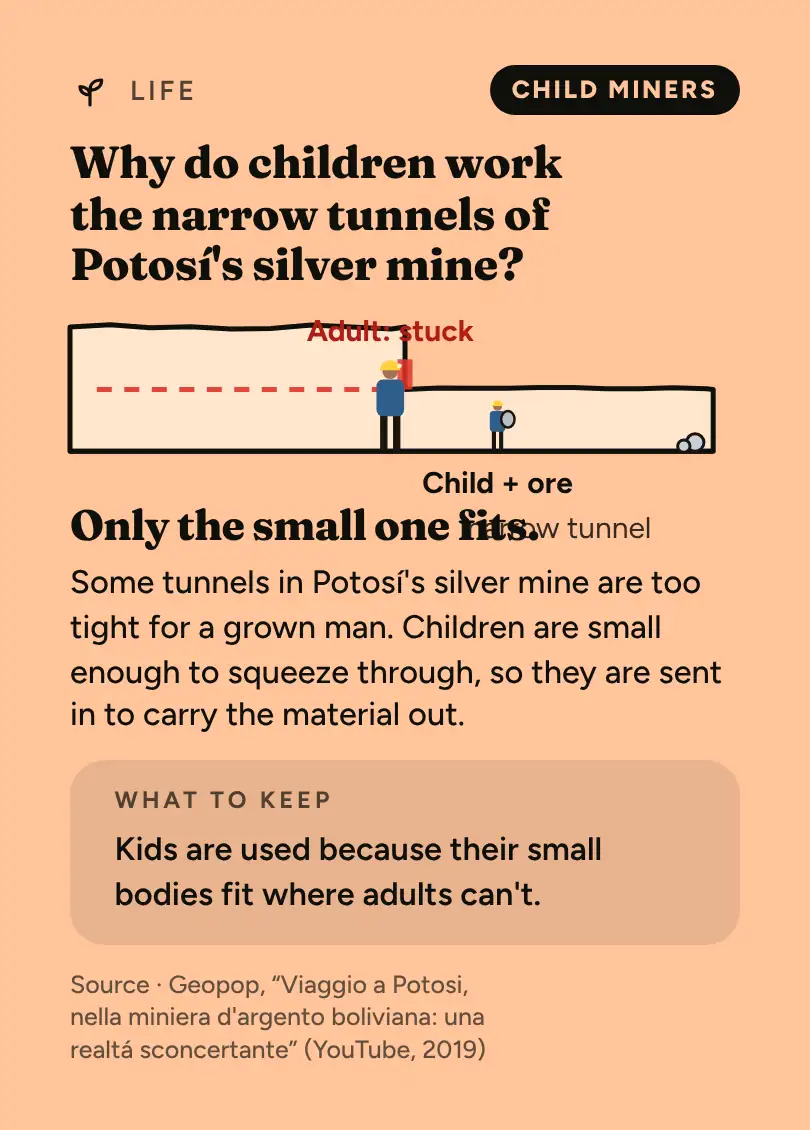 LIFE
CHILD MINERS
Why do children work
the narrow tunnels of
Potosí's silver mine?
Adult: stuck
Child + ore
narrow tunnel
Only the small one fits.
Some tunnels in Potosí's silver mine are too
tight for a grown man. Children are small
enough to squeeze through, so they are sent
in to carry the material out.
WHAT TO KEEP
Kids are used because their small
bodies fit where adults can't.
Source · Geopop, “Viaggio a Potosi,
nella miniera d'argento boliviana: una
realtá sconcertante” (YouTube, 2019)